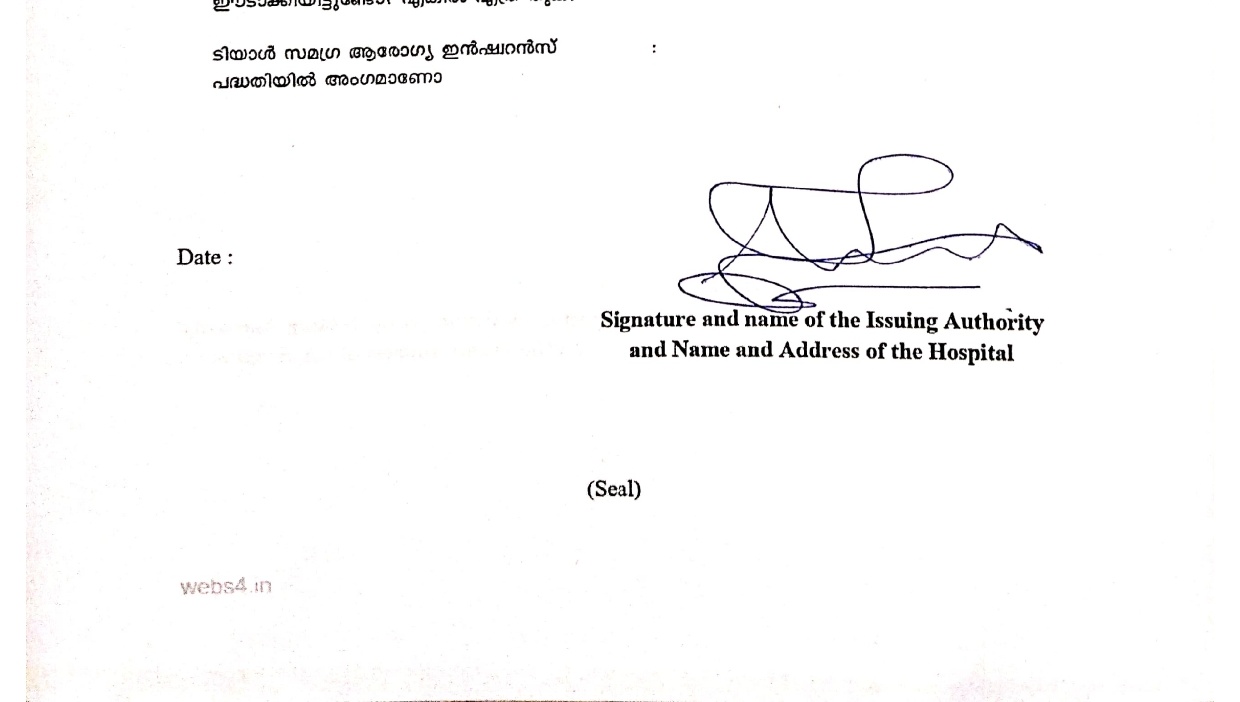 ടിയാൾ സമഗ്ര ആരോഗ്യ ഇൻഷ്വറൻസ് :
പദ്ധതിയിൽ അംഗമാണോ
Date :
Signature and name of the Issuing Authority
and Name and Address of the Hospital
(Seal)
webs4.in